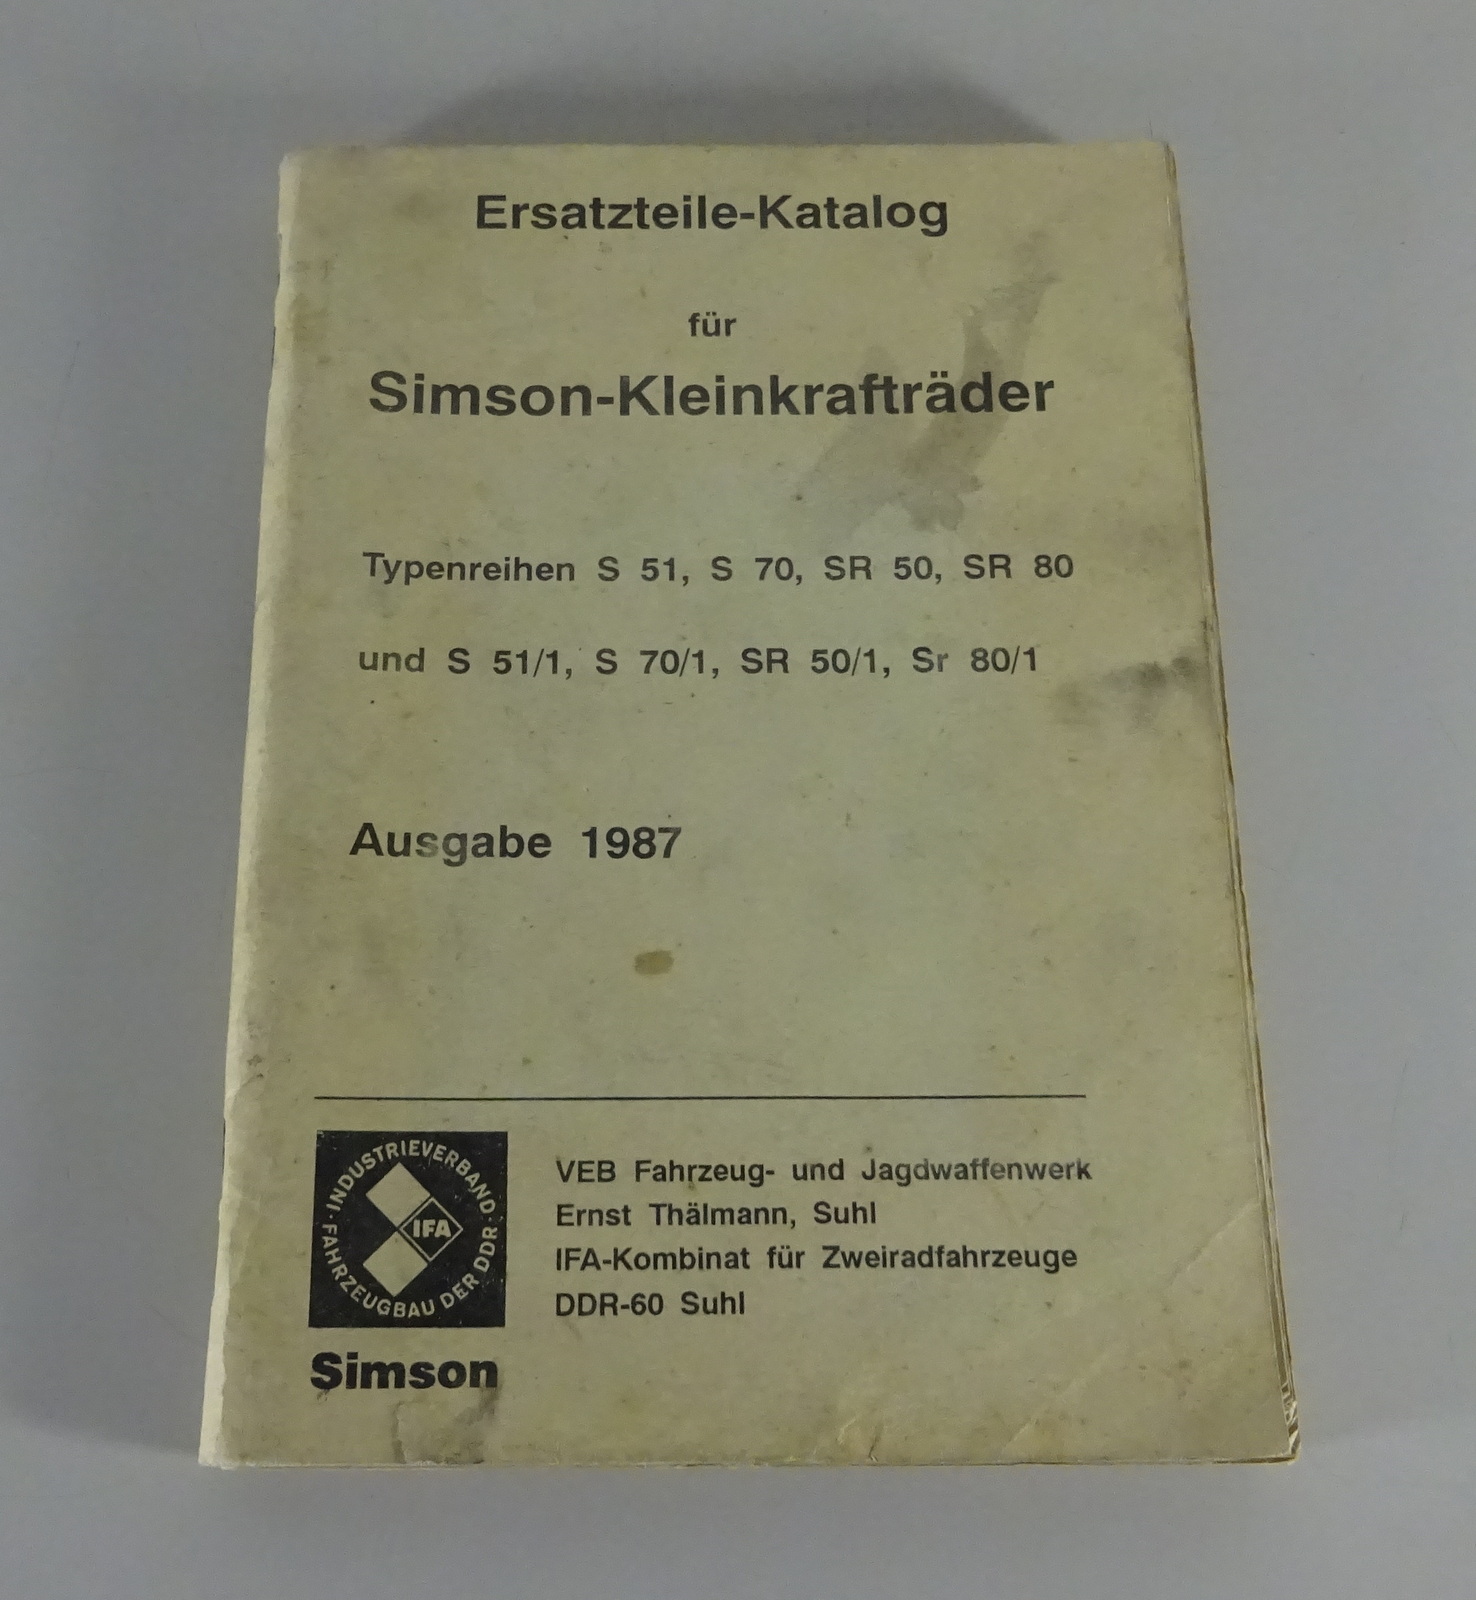 Ersatzteile-Katalog
für
Simson-Kleinkrafträder
Typenreihen S 51, S 70, SR 50, SR 80
und S 51/1, S 70/1, SR 50/1, Sr 80/1
Ausgabe 1987
· INDUSTRIEVERBAND ·
FAHRZEUGBAU DER DDR
IFA
Simson
VEB Fahrzeug- und Jagdwaffenwerk
Ernst Thälmann, Suhl
IFA-Kombinat für Zweiradfahrzeuge
DDR-60 Suhl